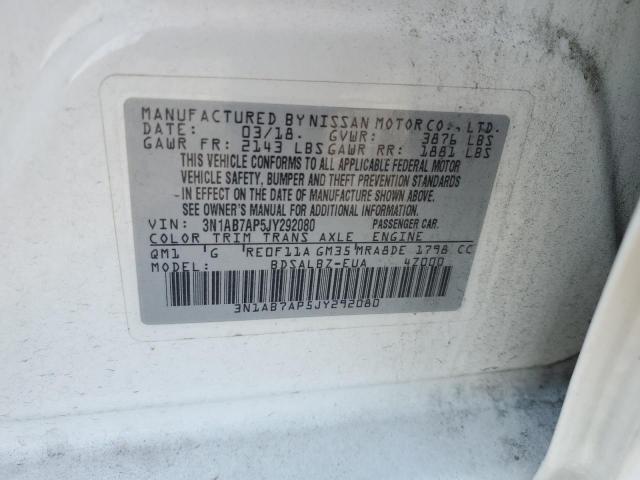 MANUFACTURED BY NISSAN MOTOR CO., LTD.
DATE: 03/18. GVWR: 3876 LBS
GAWR FR: 2143 LBS GAWR RR: 1881 LBS
THIS VEHICLE CONFORMS TO ALL APPLICABLE FEDERAL MOTOR
VEHICLE SAFETY, BUMPER AND THEFT PREVENTION STANDARDS
IN EFFECT ON THE DATE OF MANUFACTURE SHOWN ABOVE.
SEE OWNER'S MANUAL FOR ADDITIONAL INFORMATION.
VIN: 3N1AB7AP5JY292080 PASSENGER CAR.
COLOR TRIM TRANS AXLE ENGINE
QM1 G RE0F11A GM35 MRA8DE 1798 CC
MODEL: BDSALBZ-EUA 47000
3N1AB7AP5JY292080